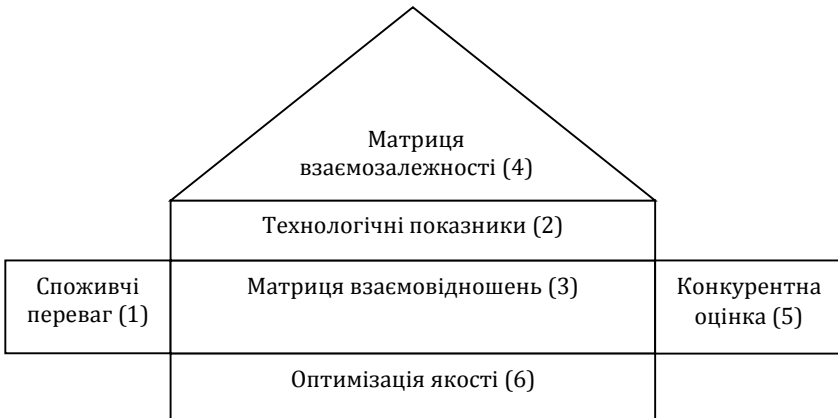 Матриця
взаємозалежності (4)
Технологічні показники (2)
Споживчі
переваг (1)
Матриця взаємовідношень (3)
Конкурентна
оцінка (5)
Оптимізація якості (6)